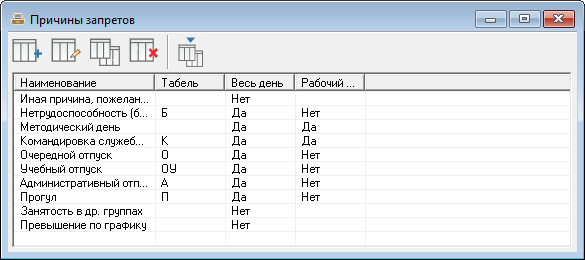 Причины запретов
Наименование Табель Весь день Рабочий ...
Иная причина, пожелан... Нет
Нетрудоспособность (б... Б Да Нет
Методический день Да Да
Командировка служеб... К Да Да
Очередной отпуск О Да Нет
Учебный отпуск ОУ Да Нет
Административный отп... А Да Нет
Прогул П Да Нет
Занятость в др. группах Нет
Превышение по графику Нет